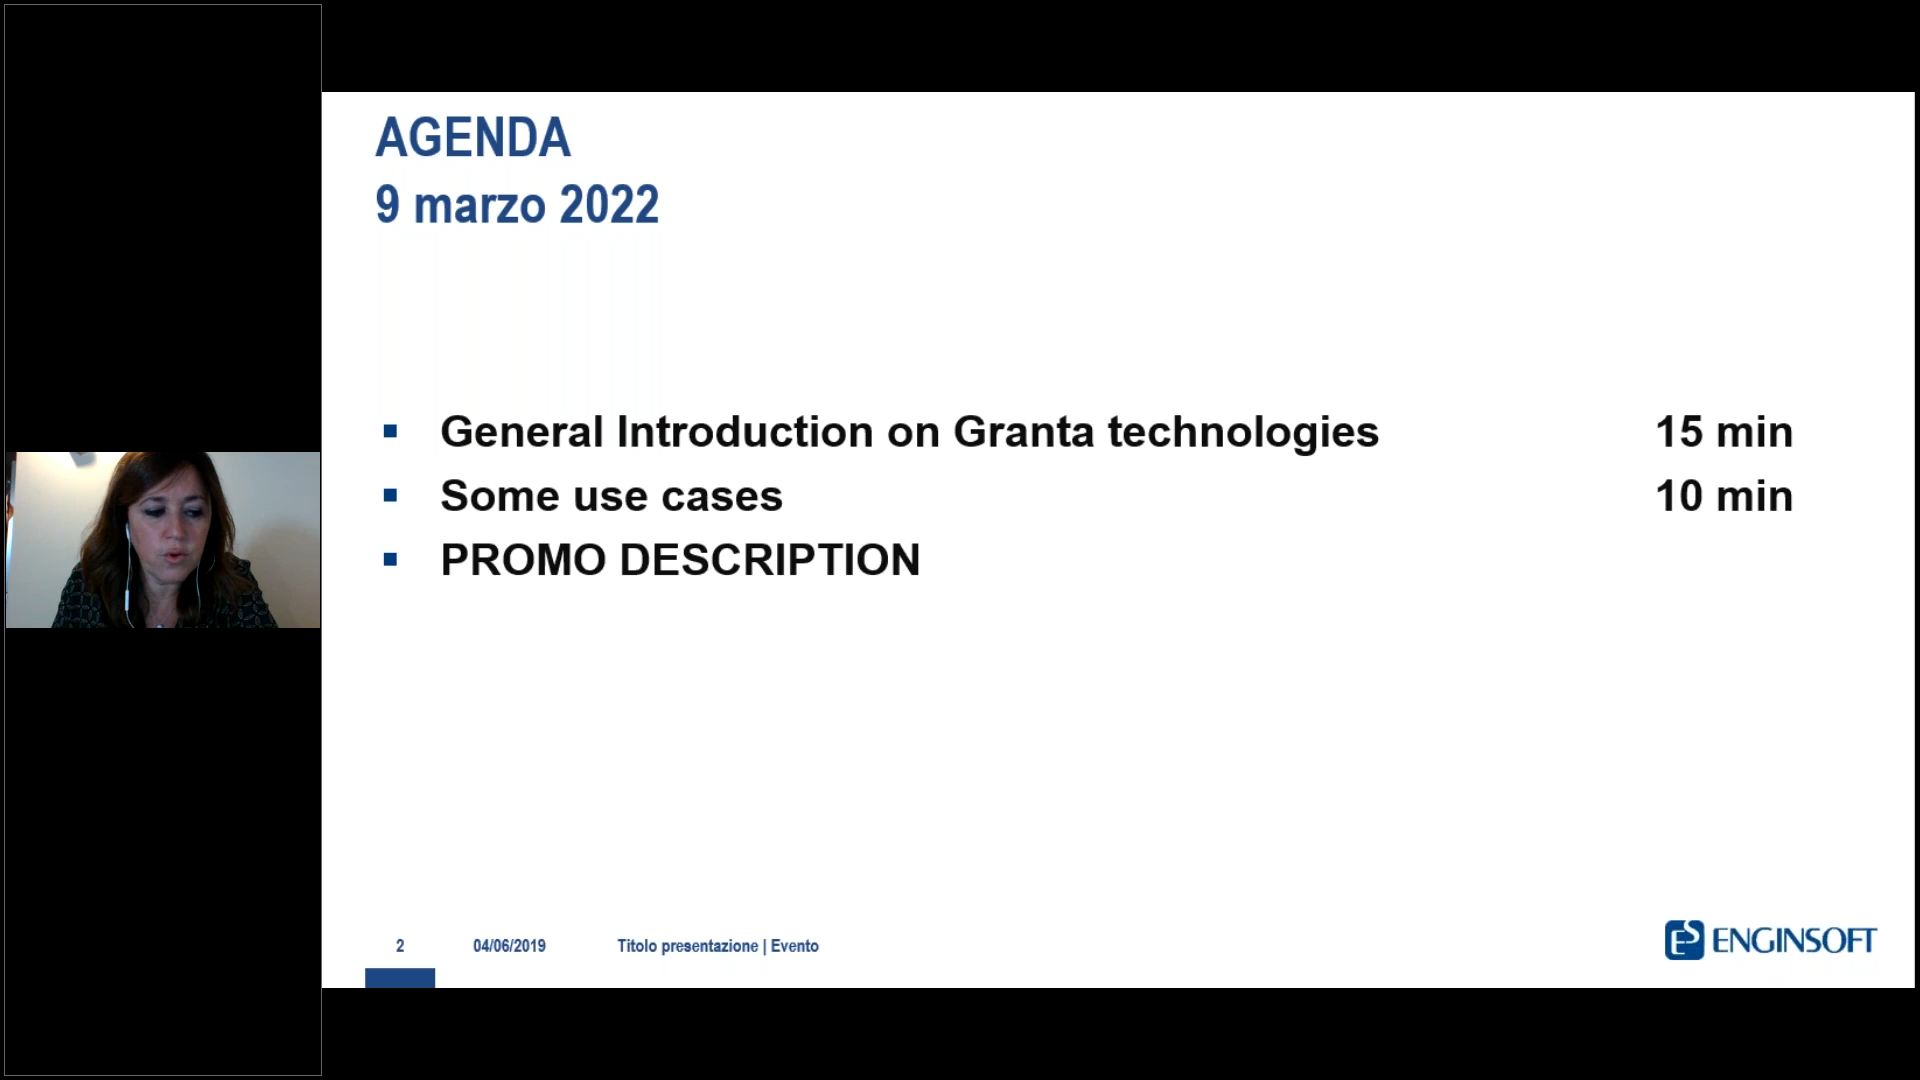 AGENDA
9 marzo 2022
General Introduction on Granta technologies 15 min
Some use cases 10 min
PROMO DESCRIPTION
2 04/06/2019 Titolo presentazione | Evento
ES ENGINSOFT